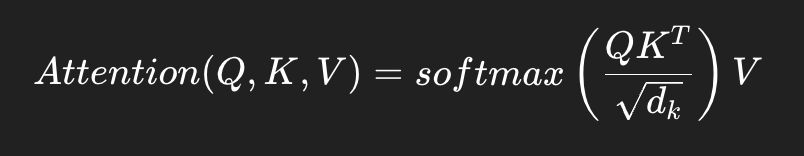 Attention(Q, K, V) = softmax(QK^T / √d_k) V